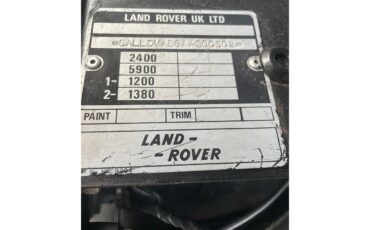 LAND ROVER UK LTD
2400
5900
1- 1200
2- 1380
PAINT TRIM
LAND-
-ROVER